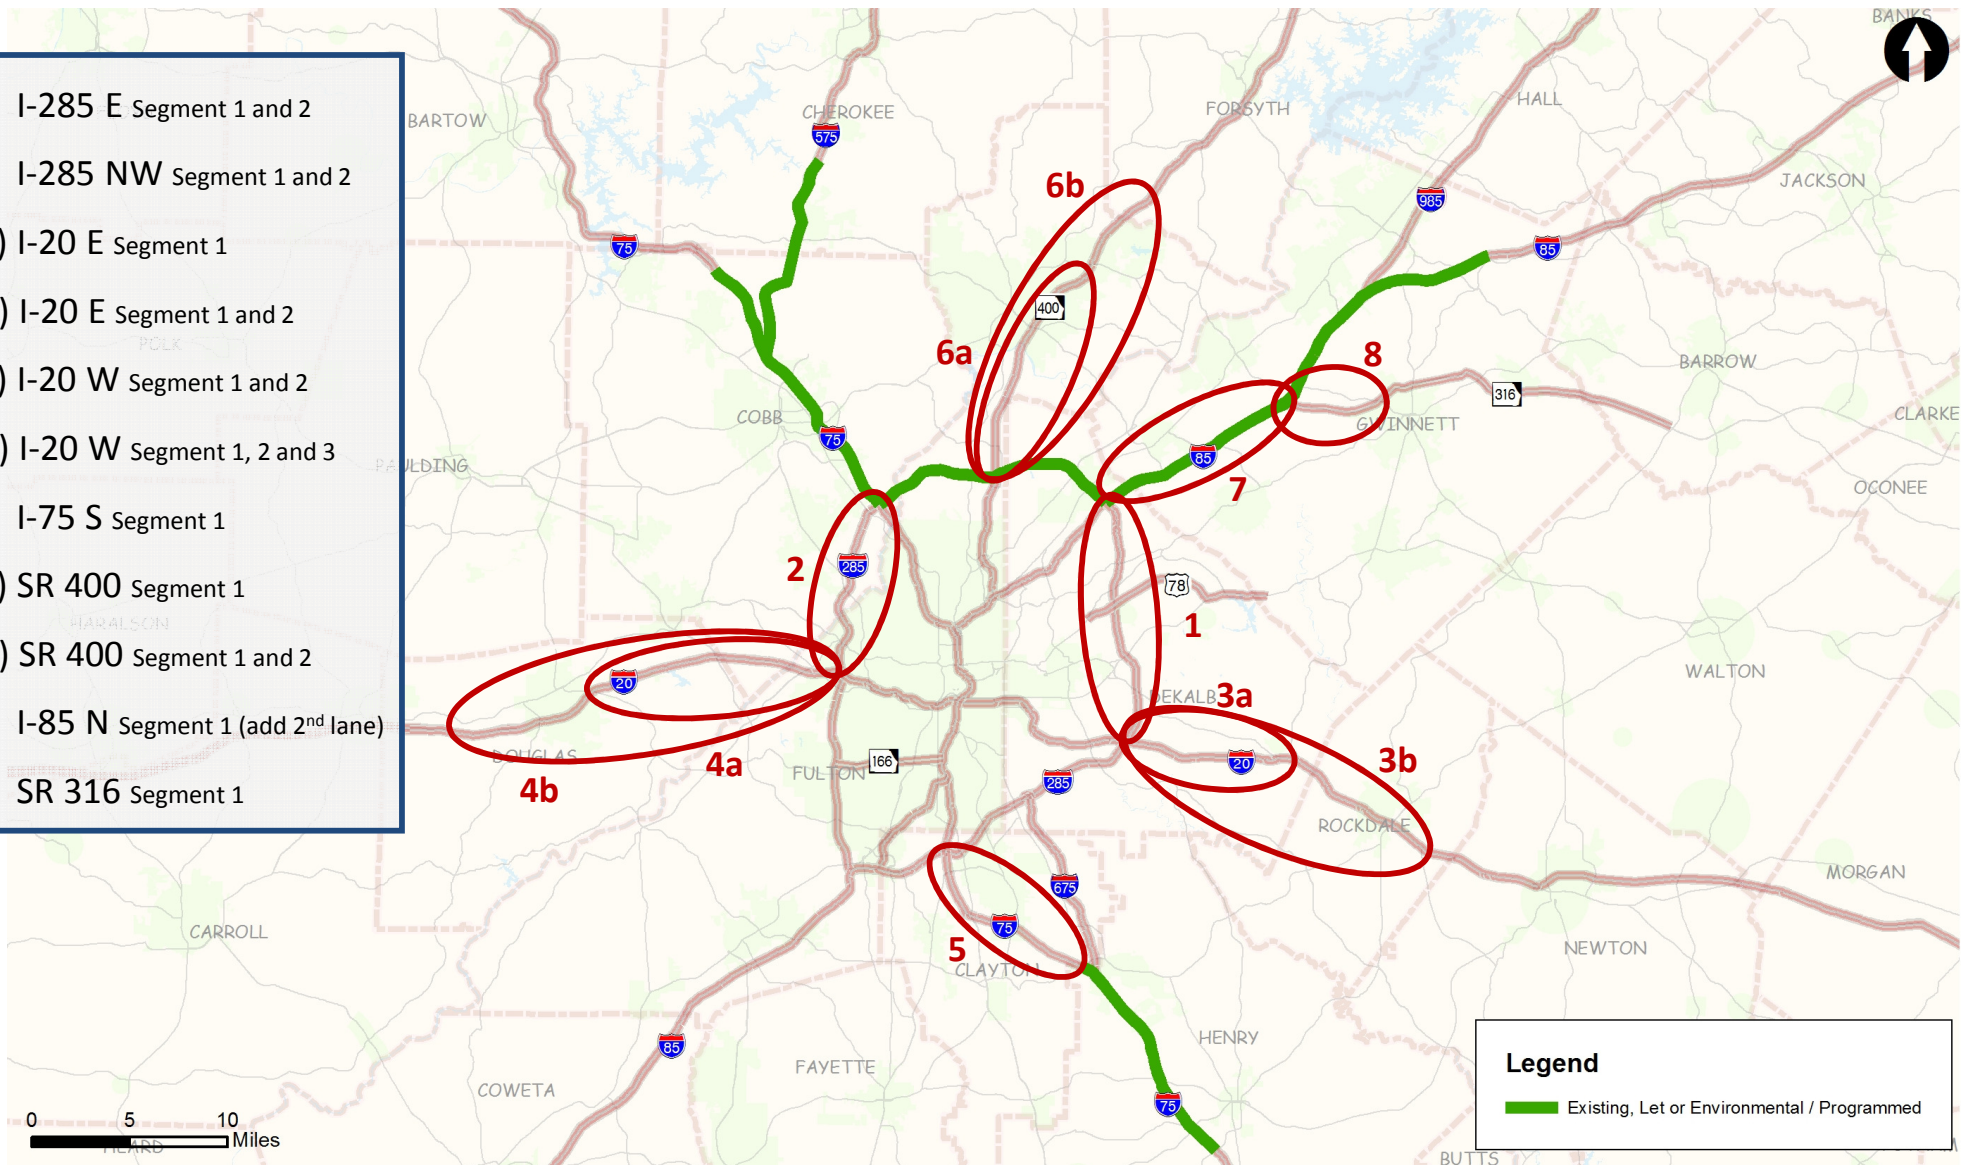 I-285 E Segment 1 and 2
I-285 NW Segment 1 and 2
) I-20 E Segment 1
) I-20 E Segment 1 and 2
) I-20 W Segment 1 and 2
) I-20 W Segment 1, 2 and 3
I-75 S Segment 1
) SR 400 Segment 1
) SR 400 Segment 1 and 2
I-85 N Segment 1 (add 2nd lane)
SR 316 Segment 1
POLK
HARALSON
BANKS
BARTOW
CHEROKEE
FORSYTH
HALL
575
JACKSON
6b
985
75
85
400
6a
8
BARROW
316
COBB
75
GWINNETT
CLARKE
PAULDING
85
7
OCONEE
2
285
78
1
WALTON
20
DEKALB
3a
DOUGLAS
4a
4b
FULTON
166
285
20
3b
ROCKDALE
MORGAN
675
75
5
CLAYTON
CARROLL
NEWTON
HENRY
85
FAYETTE
COWETA
75
0 5 10
Miles
HEARD
BUTTS
Legend
Existing, Let or Environmental / Programmed